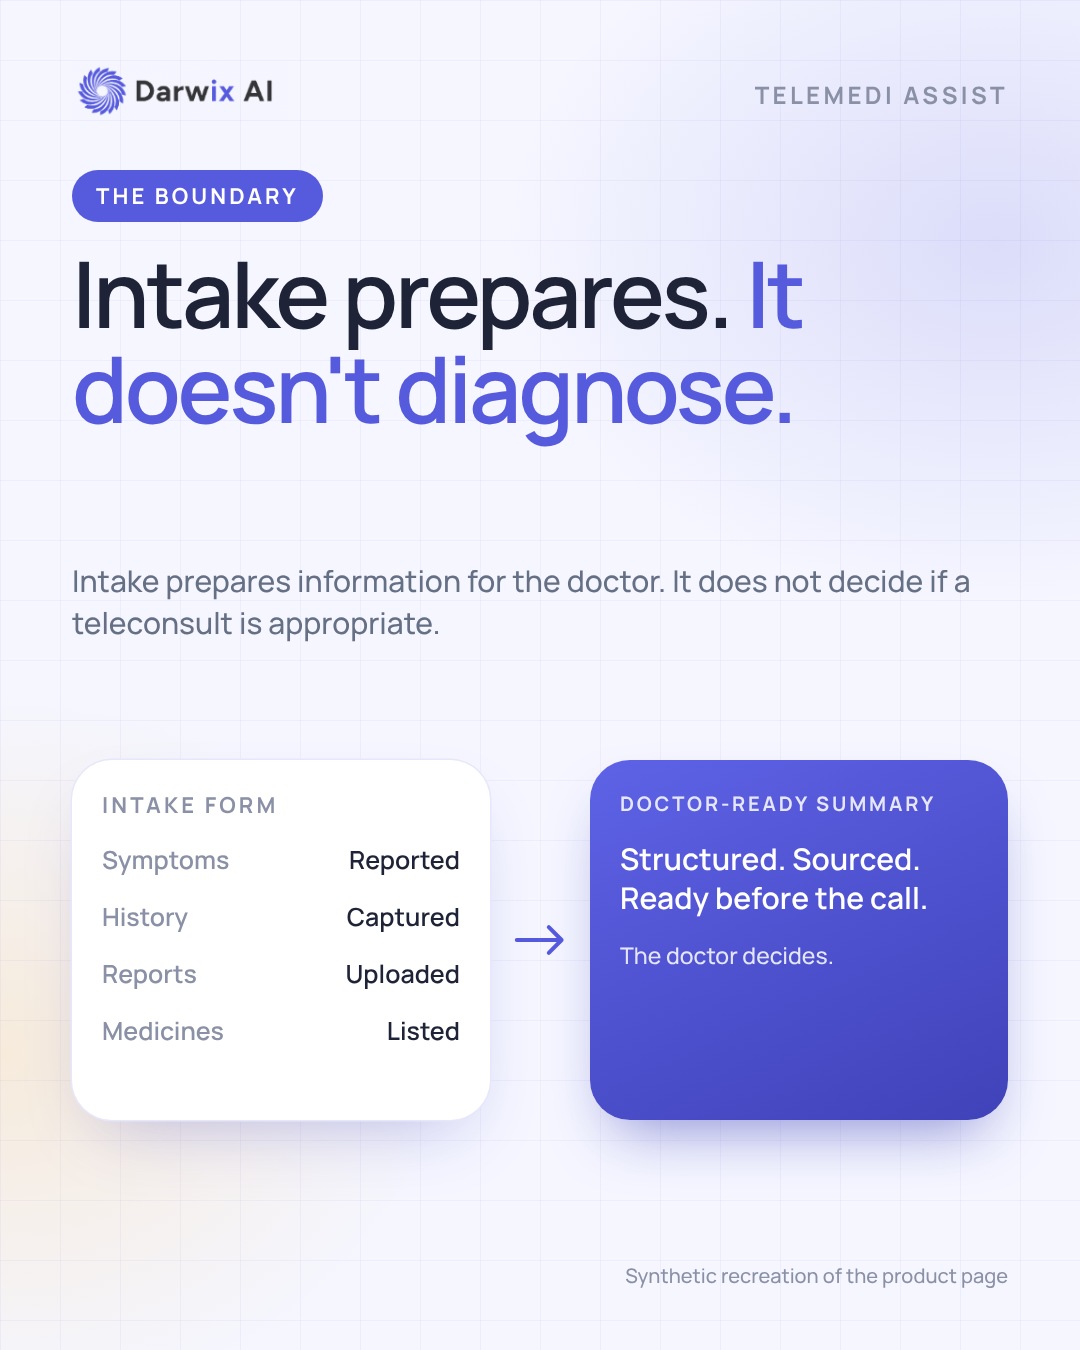 Darwix AI
TELEMEDI ASSIST
THE BOUNDARY
Intake prepares. It
doesn't diagnose.
Intake prepares information for the doctor. It does not decide if a
teleconsult is appropriate.
INTAKE FORM
Symptoms Reported
History Captured
Reports Uploaded
Medicines Listed
DOCTOR-READY SUMMARY
Structured. Sourced.
Ready before the call.
The doctor decides.
Synthetic recreation of the product page